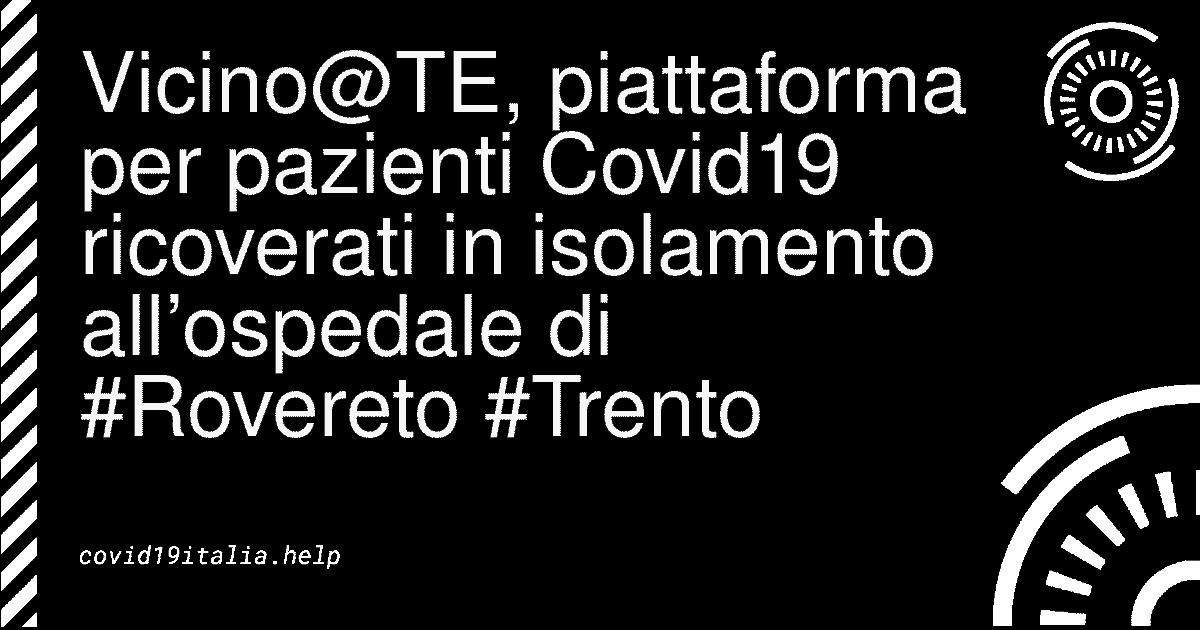 Vicino@TE, piattaforma
per pazienti Covid19
ricoverati in isolamento
all’ospedale di
#Rovereto #Trento
covid19italia.help